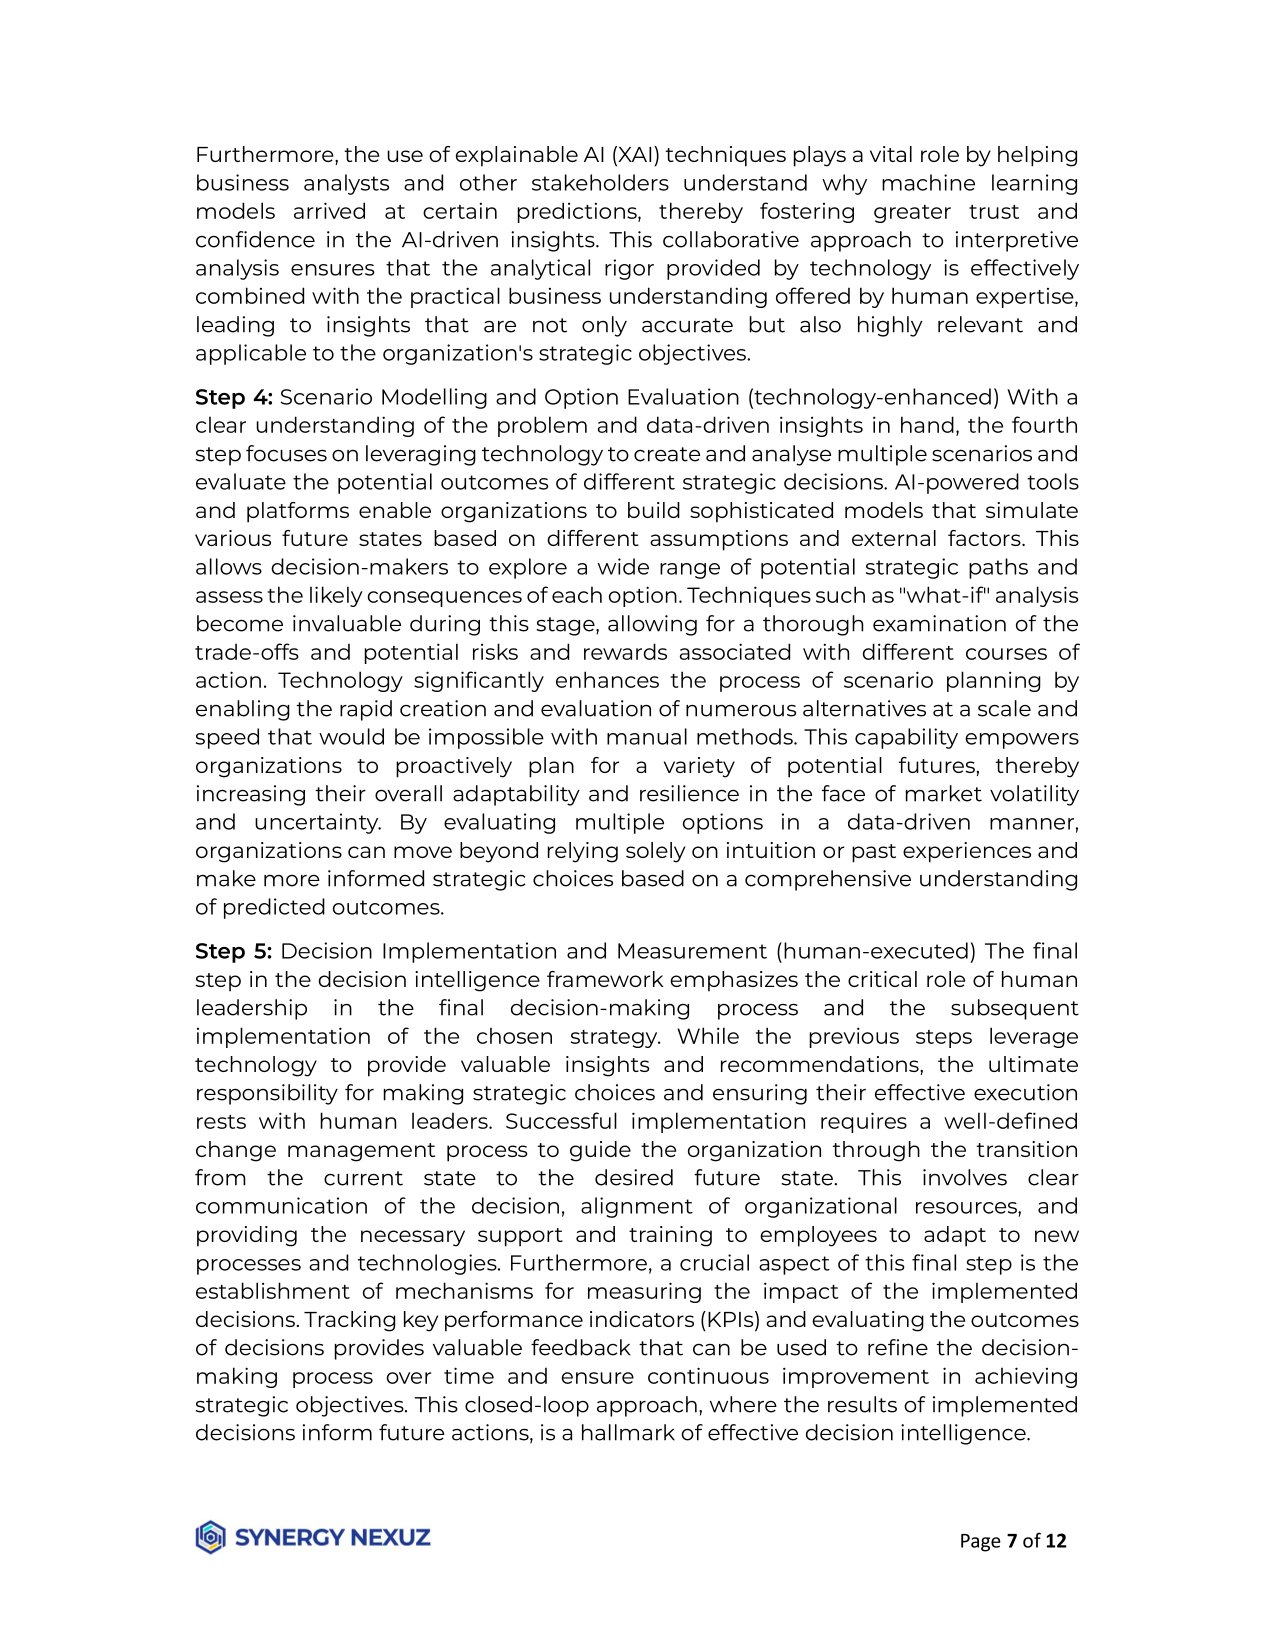 Furthermore, the use of explainable AI (XAI) techniques plays a vital role by helping
business analysts and other stakeholders understand why machine learning
models arrived at certain predictions, thereby fostering greater trust and
confidence in the AI-driven insights. This collaborative approach to interpretive
analysis ensures that the analytical rigor provided by technology is effectively
combined with the practical business understanding offered by human expertise,
leading to insights that are not only accurate but also highly relevant and
applicable to the organization's strategic objectives.
Step 4: Scenario Modelling and Option Evaluation (technology-enhanced) With a
clear understanding of the problem and data-driven insights in hand, the fourth
step focuses on leveraging technology to create and analyse multiple scenarios and
evaluate the potential outcomes of different strategic decisions. AI-powered tools
and platforms enable organizations to build sophisticated models that simulate
various future states based on different assumptions and external factors. This
allows decision-makers to explore a wide range of potential strategic paths and
assess the likely consequences of each option. Techniques such as "what-if" analysis
become invaluable during this stage, allowing for a thorough examination of the
trade-offs and potential risks and rewards associated with different courses of
action. Technology significantly enhances the process of scenario planning by
enabling the rapid creation and evaluation of numerous alternatives at a scale and
speed that would be impossible with manual methods. This capability empowers
organizations to proactively plan for a variety of potential futures, thereby
increasing their overall adaptability and resilience in the face of market volatility
and uncertainty. By evaluating multiple options in a data-driven manner,
organizations can move beyond relying solely on intuition or past experiences and
make more informed strategic choices based on a comprehensive understanding
of predicted outcomes.
Step 5: Decision Implementation and Measurement (human-executed) The final
step in the decision intelligence framework emphasizes the critical role of human
leadership in the final decision-making process and the subsequent
implementation of the chosen strategy. While the previous steps leverage
technology to provide valuable insights and recommendations, the ultimate
responsibility for making strategic choices and ensuring their effective execution
rests with human leaders. Successful implementation requires a well-defined
change management process to guide the organization through the transition
from the current state to the desired future state. This involves clear
communication of the decision, alignment of organizational resources, and
providing the necessary support and training to employees to adapt to new
processes and technologies. Furthermore, a crucial aspect of this final step is the
establishment of mechanisms for measuring the impact of the implemented
decisions. Tracking key performance indicators (KPIs) and evaluating the outcomes
of decisions provides valuable feedback that can be used to refine the decision-
making process over time and ensure continuous improvement in achieving
strategic objectives. This closed-loop approach, where the results of implemented
decisions inform future actions, is a hallmark of effective decision intelligence.
SYNERGY NEXUZ
Page 7 of 12